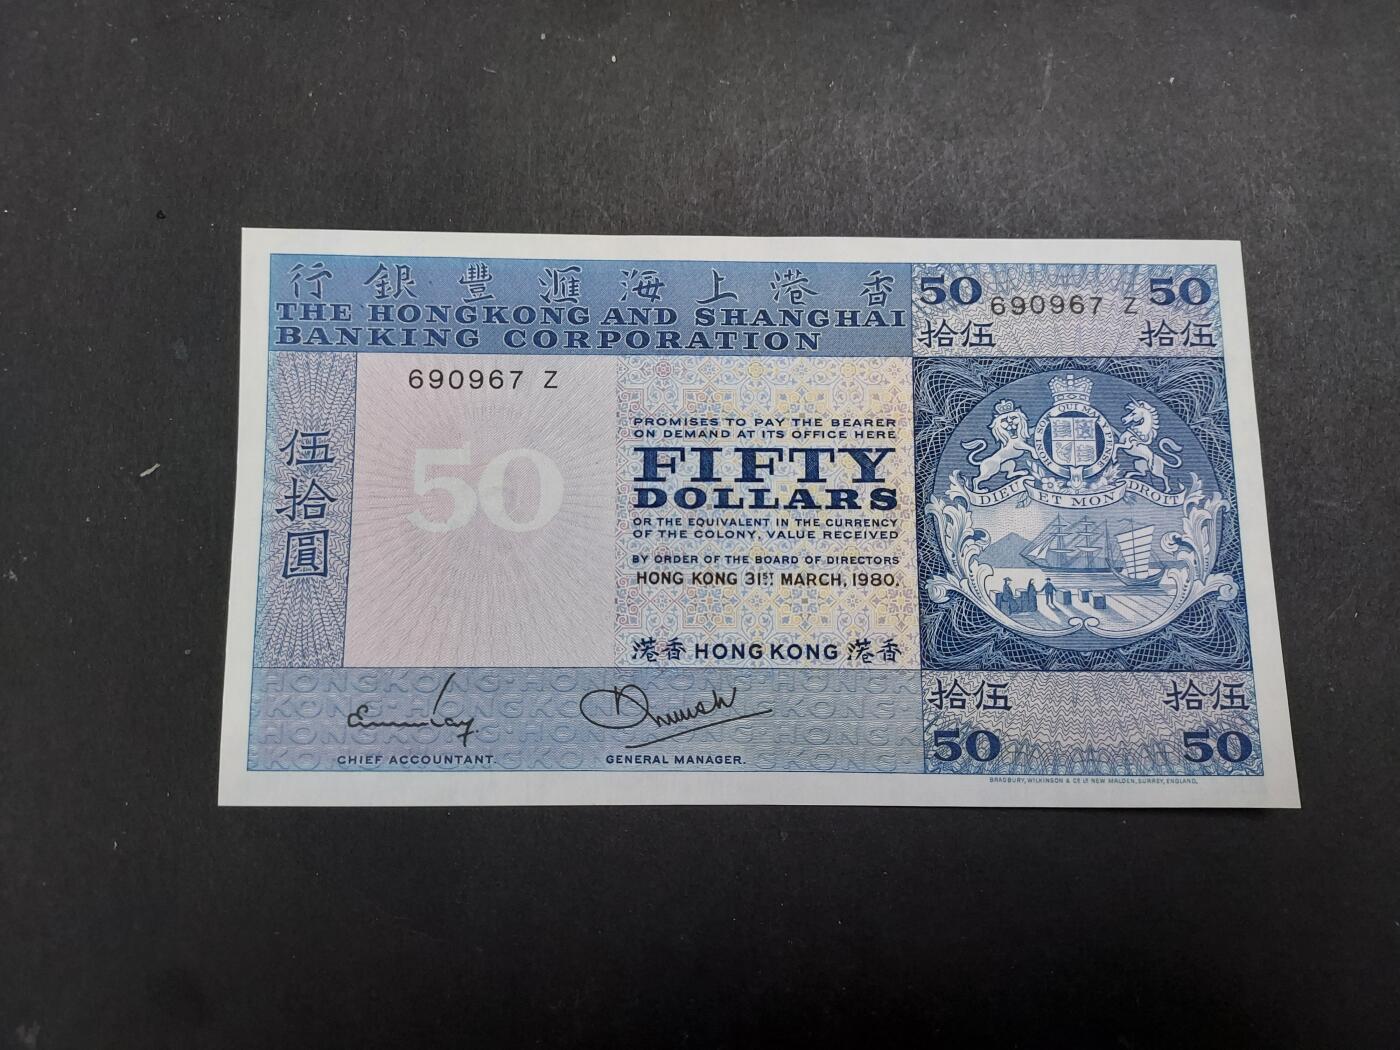 行銀豐滙海上港香
THE HONGKONG AND SHANGHAI
BANKING CORPORATION
50 690967 Z 50
拾伍 拾伍
690967 Z
50
伍拾圓
PROMISES TO PAY THE BEARER
ON DEMAND AT ITS OFFICE HERE
FIFTY
DOLLARS
OR THE EQUIVALENT IN THE CURRENCY
OF THE COLONY, VALUE RECEIVED
BY ORDER OF THE BOARD OF DIRECTORS
HONG KONG 31ST MARCH, 1980.
港香 HONG KONG 港香
DIEU ET MON DROIT
CHIEF ACCOUNTANT.
GENERAL MANAGER.
拾伍 拾伍
50 50
BRADBURY, WILKINSON & Cº Lº NEW MALDEN, SURREY, ENGLAND.